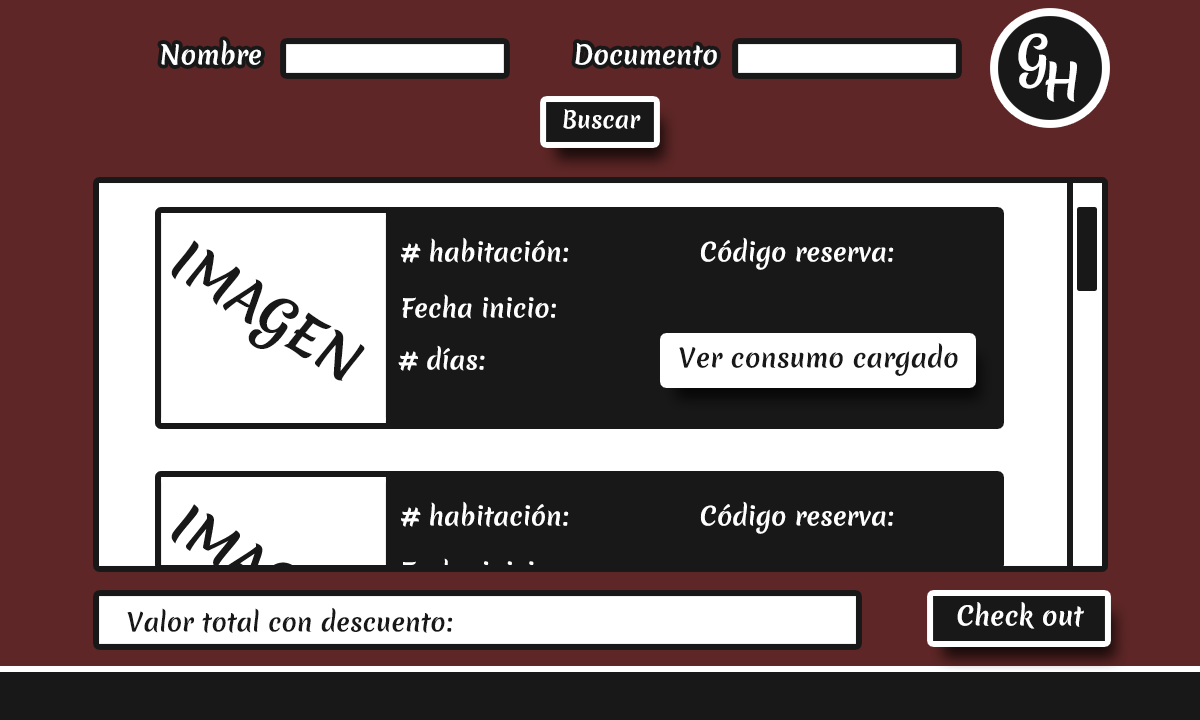 Nombre
Documento
GH
Buscar
IMAGEN
# habitación:
Código reserva:
Fecha inicio:
# días:
Ver consumo cargado
# habitación:
Código reserva:
Valor total con descuento:
Check out